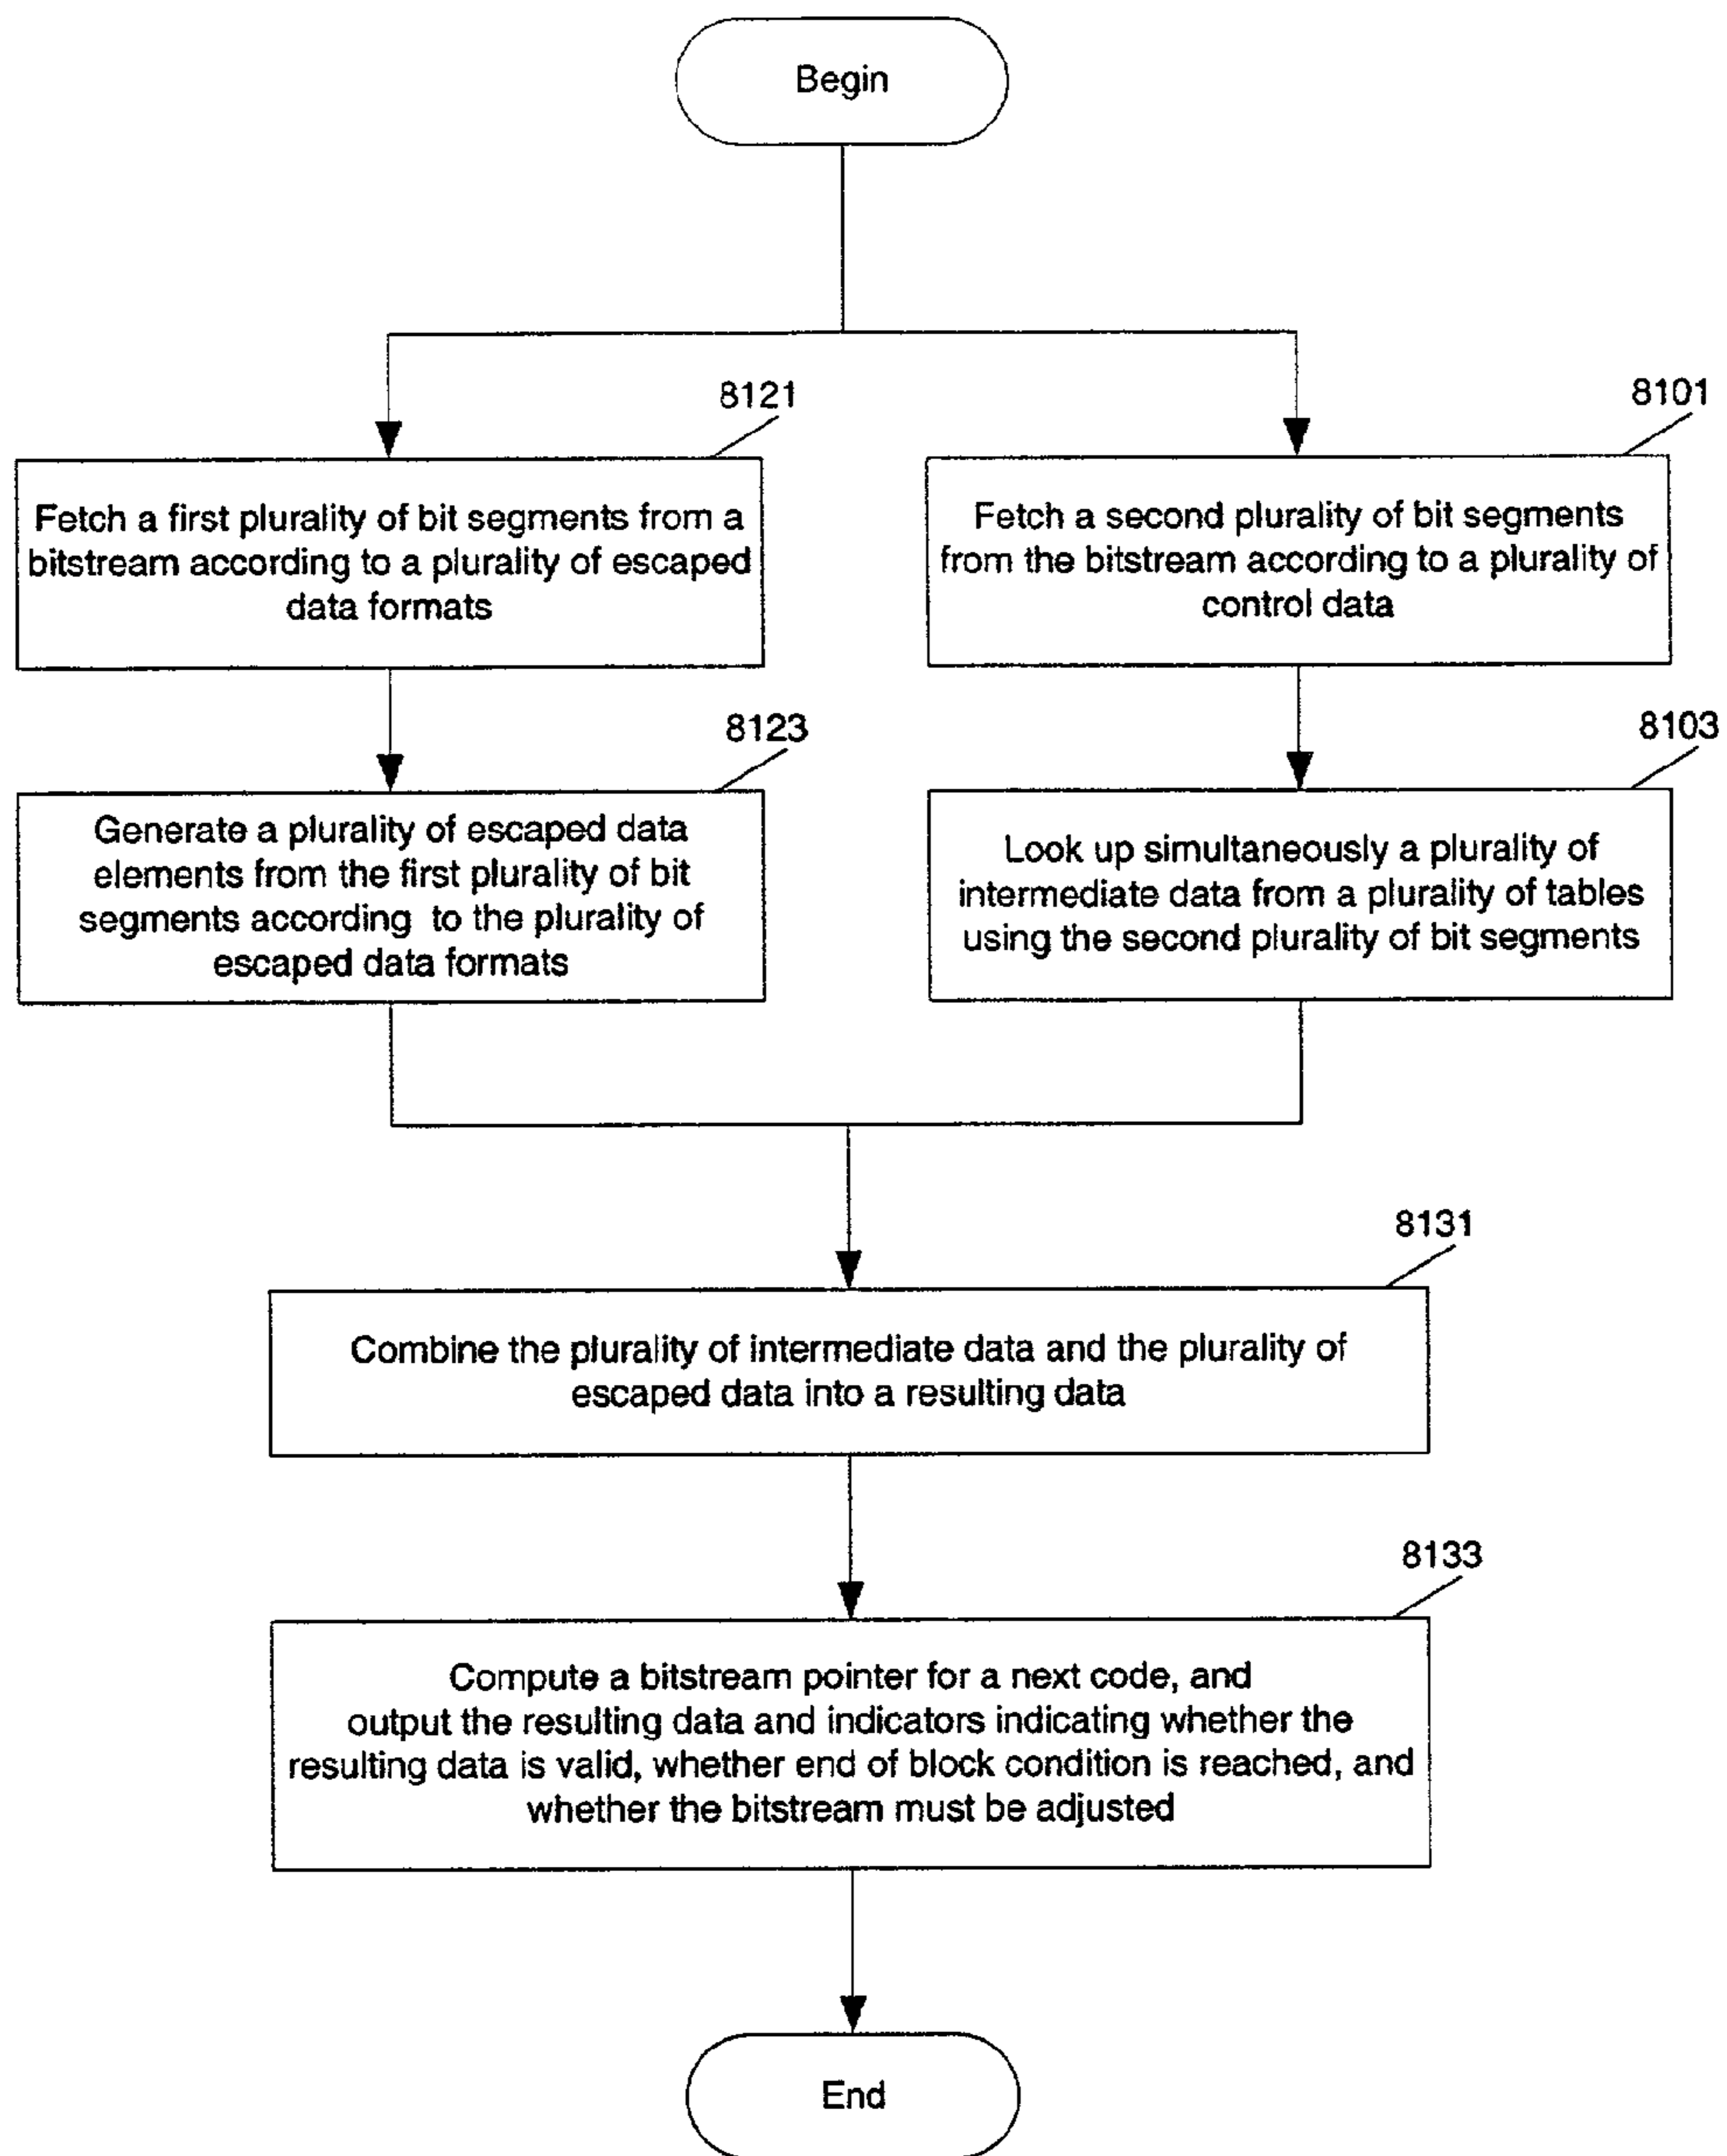 Begin
8121
Fetch a first plurality of bit segments from a
bitstream according to a plurality of escaped
data formats
8101
Fetch a second plurality of bit segments
from the bitstream according to a plurality of
control data
8123
Generate a plurality of escaped data
elements from the first plurality of bit
segments according to the plurality of
escaped data formats
8103
Look up simultaneously a plurality of
intermediate data from a plurality of tables
using the second plurality of bit segments
8131
Combine the plurality of intermediate data and the plurality of
escaped data into a resulting data
8133
Compute a bitstream pointer for a next code, and
output the resulting data and indicators indicating whether the
resulting data is valid, whether end of block condition is reached, and
whether the bitstream must be adjusted
End